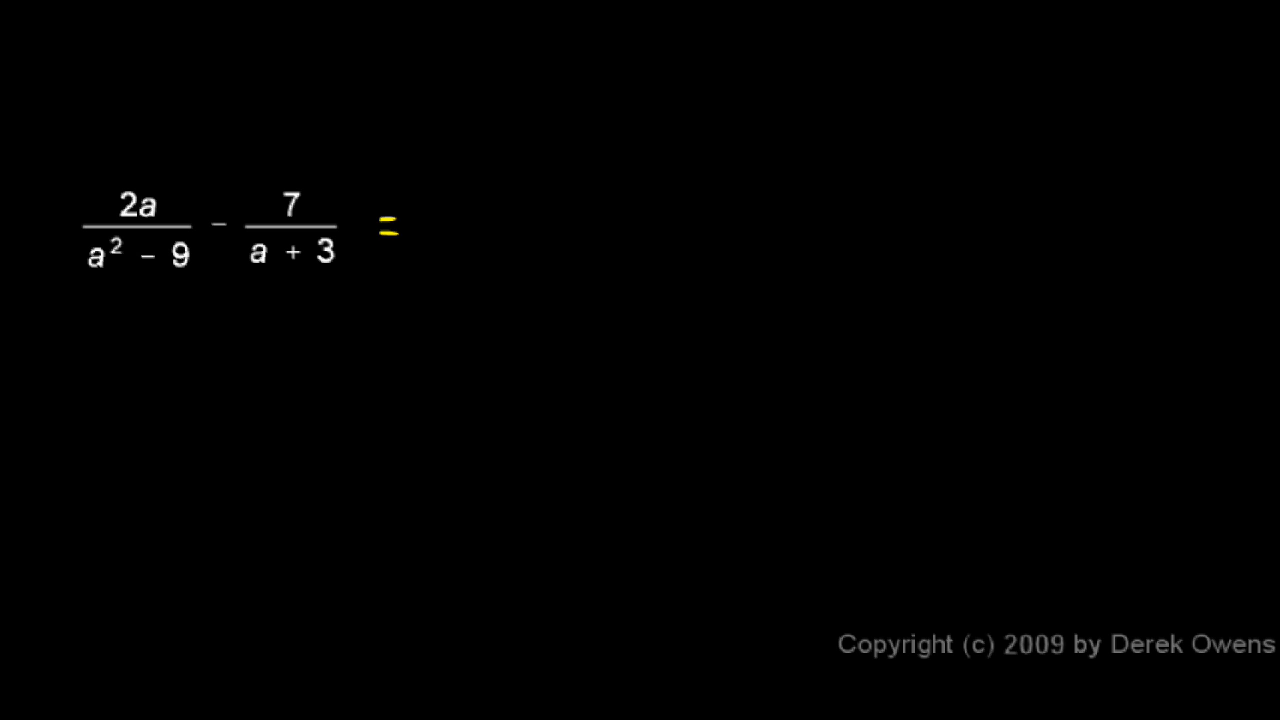 2a/(a² − 9) − 7/(a + 3) =
Copyright (c) 2009 by Derek Owens